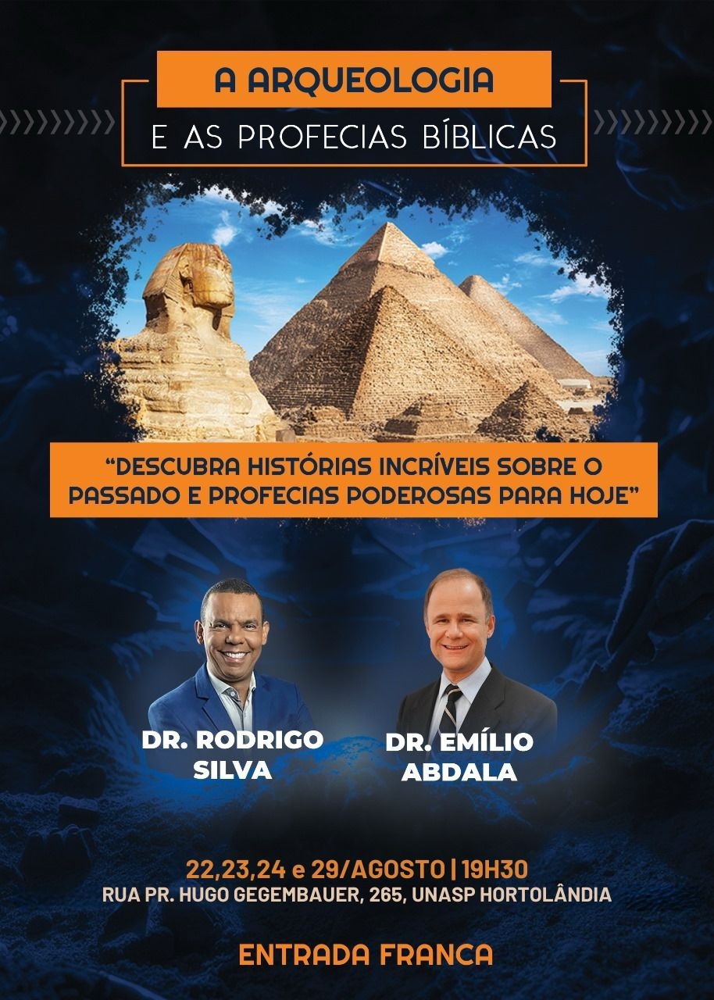 A ARQUEOLOGIA
E AS PROFECIAS BÍBLICAS
“DESCUBRA HISTÓRIAS INCRÍVEIS SOBRE O
PASSADO E PROFECIAS PODEROSAS PARA HOJE”
DR. RODRIGO
SILVA
DR. EMÍLIO
ABDALA
22,23,24 e 29/AGOSTO | 19H30
RUA PR. HUGO GEGEMBAUER, 265, UNASP HORTOLÂNDIA
ENTRADA FRANCA